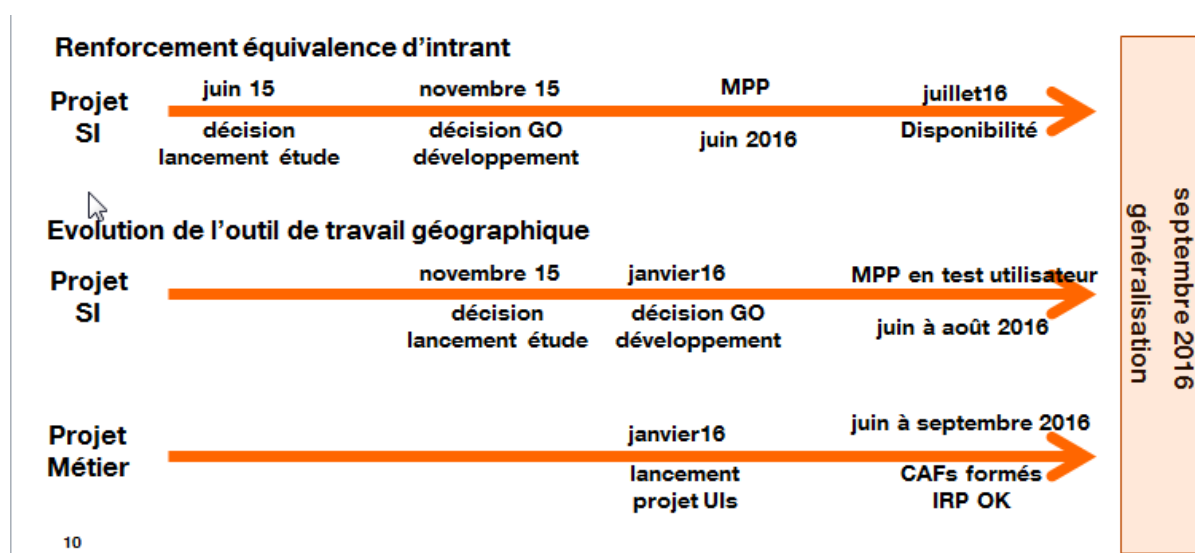 Renforcement équivalence d'intrant
Projet
SI
juin 15
novembre 15
MPP
juillet16
décision
lancement étude
décision GO
développement
juin 2016
Disponibilité
Evolution de l'outil de travail géographique
Projet
SI
novembre 15
janvier16
MPP en test utilisateur
décision
lancement étude
décision GO
développement
juin à août 2016
Projet
Métier
janvier16
juin à septembre 2016
lancement
projet UIs
CAFs formés
IRP OK
septembre 2016
généralisation
10